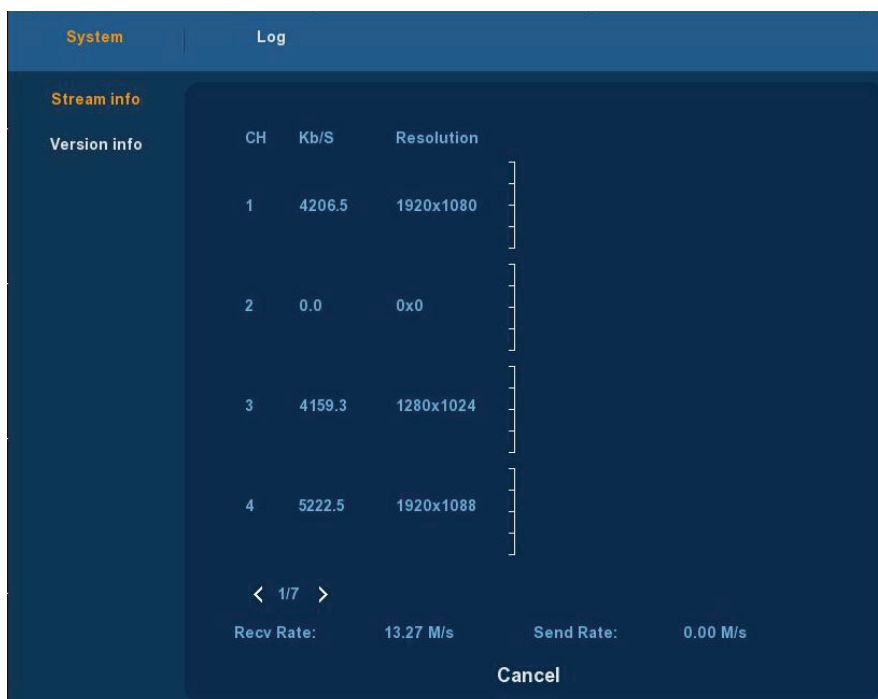 System Log
Stream info
Version info
CH Kb/S Resolution
1 4206.5 1920x1080
2 0.0 0x0
3 4159.3 1280x1024
4 5222.5 1920x1088
< 1/7 >
Recv Rate: 13.27 M/s Send Rate: 0.00 M/s
Cancel